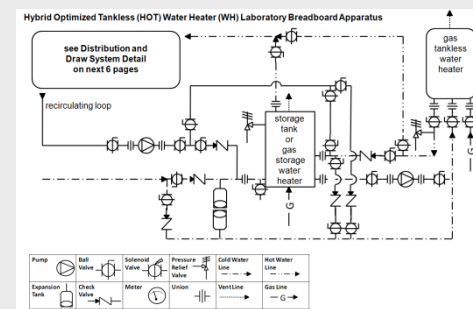 Hybrid Optimized Tankless (HOT) Water Heater (WH) Laboratory Breadboard Apparatus
see Distribution and
Draw System Detail
on next 6 pages
gas
tankless
water
heater
recirculating loop
storage
tank
or
gas
storage
water
heater
G
G
Pump
Ball
Valve
Solenoid
Valve
Pressure
Relief
Valve
Cold Water
Line
Hot Water
Line
Expansion
Tank
Check
Valve
Meter
Union
Vent Line
Gas Line
G